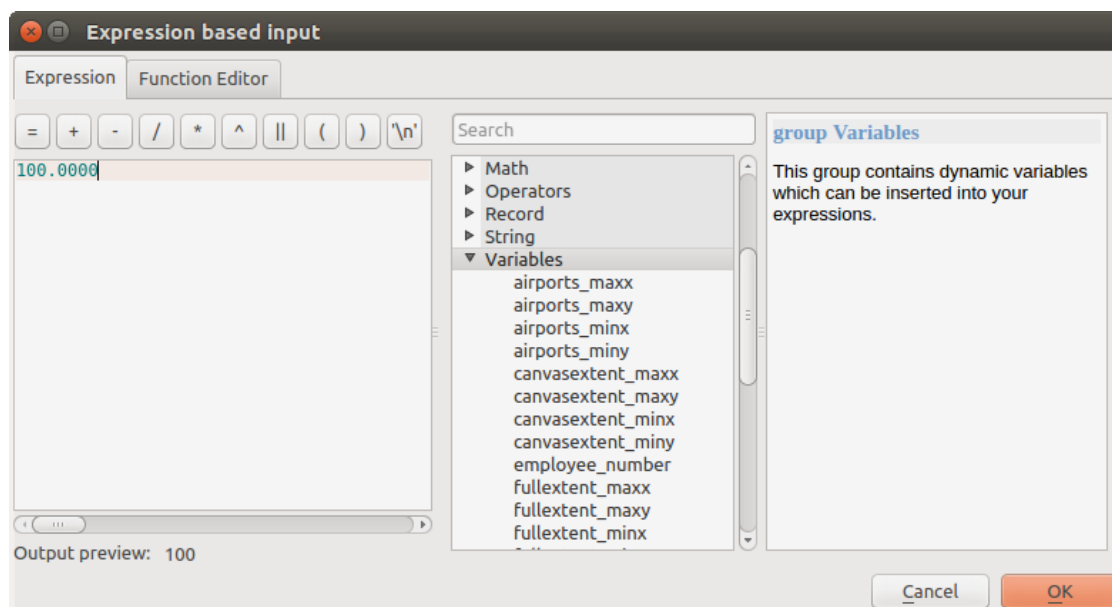 Expression based input
Expression
Function Editor
= + - / * ^ || ( ) '\n'
100.0000
Output preview: 100
Search
Math
Operators
Record
String
Variables
airports_maxx
airports_maxy
airports_minx
airports_miny
canvasextent_maxx
canvasextent_maxy
canvasextent_minx
canvasextent_miny
employee_number
fullextent_maxx
fullextent_maxy
fullextent_minx
group Variables
This group contains dynamic variables
which can be inserted into your
expressions.
Cancel
OK